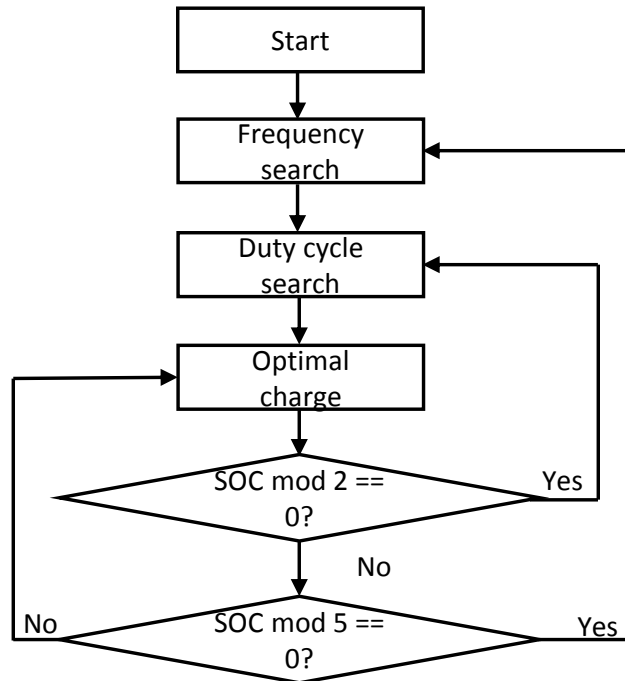 Start
Frequency
search
Duty cycle
search
Optimal
charge
SOC mod 2 ==
0?
Yes
No
SOC mod 5 ==
0?
No
Yes